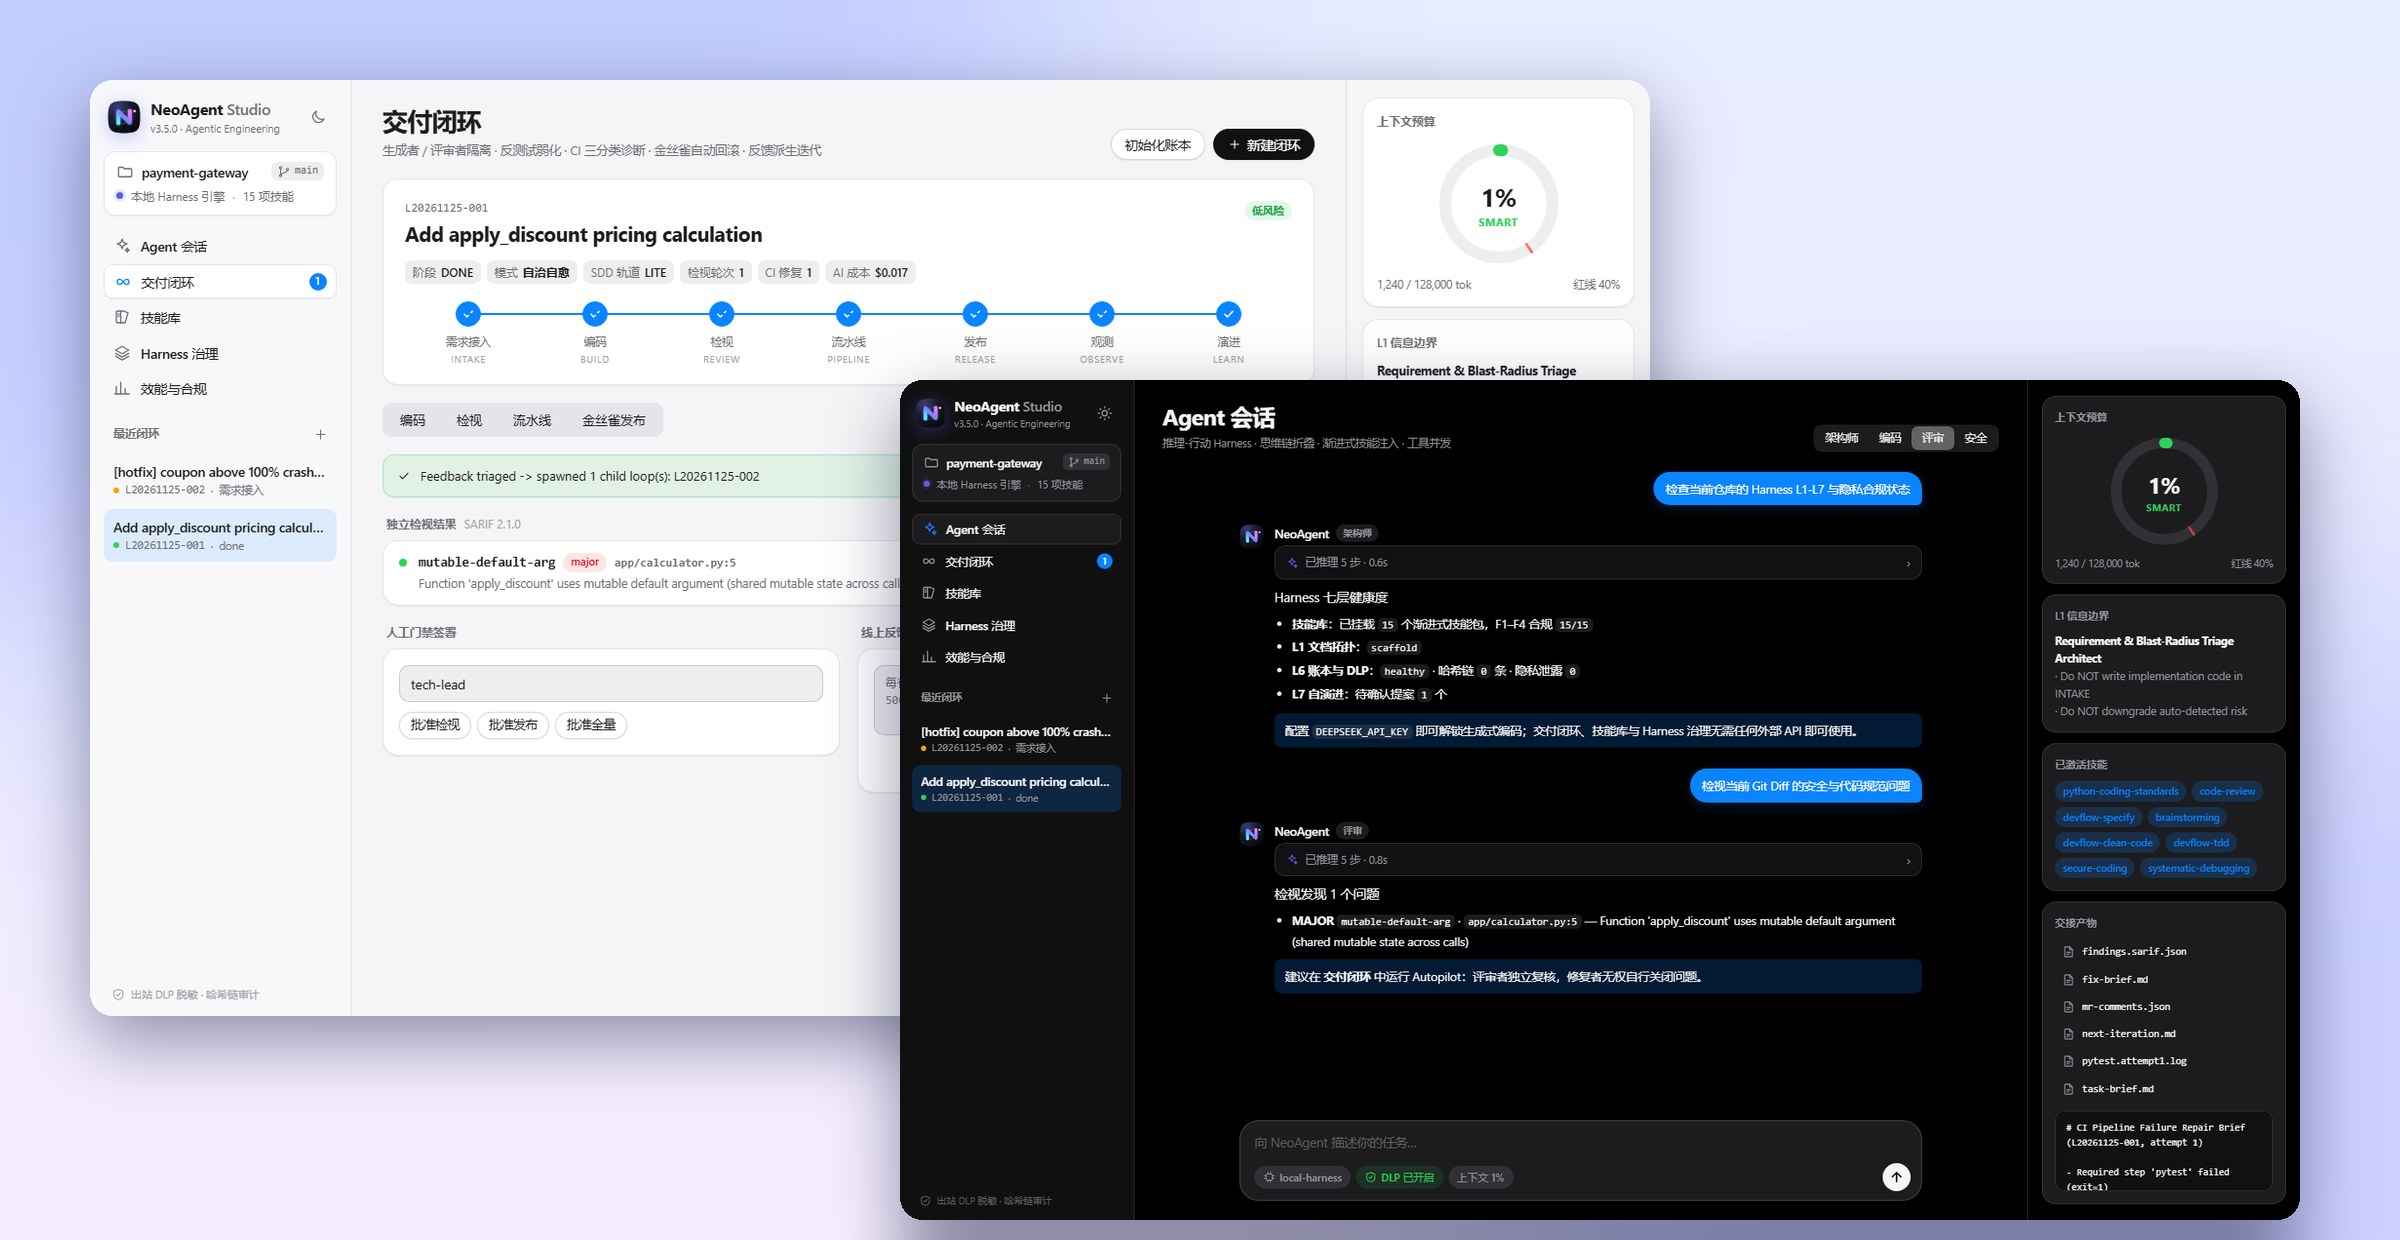 NeoAgent Studio
v3.5.0 · Agentic Engineering
payment-gateway
main
本地 Harness 引擎 · 15 项技能
Agent 会话
交付闭环
1
技能库
Harness 治理
效能与合规
最近闭环
[hotfix] coupon above 100% crash...
L20261125-002 · 需求接入
Add apply_discount pricing calcul...
L20261125-001 · done
出站 DLP 脱敏 · 哈希链审计
交付闭环
生成者 / 评审者隔离 · 反测试弱化 · CI 三分类诊断 · 金丝雀自动回滚 · 反馈派生迭代
初始化账本
+ 新建闭环
L20261125-001
低风险
Add apply_discount pricing calculation
阶段 DONE
模式 自治自愈
SDD 轨道 LITE
检视轮次 1
CI 修复 1
AI 成本 $0.017
需求接入
INTAKE
编码
BUILD
检视
REVIEW
流水线
PIPELINE
发布
RELEASE
观测
OBSERVE
演进
LEARN
编码
检视
流水线
金丝雀发布
Feedback triaged -> spawned 1 child loop(s): L20261125-002
独立检视结果 SARIF 2.1.0
mutable-default-arg major app/calculator.py:5
Function 'apply_discount' uses mutable default argument (shared mutable state across call
人工门禁签署
tech-lead
批准检视
批准发布
批准全量
线上反
上下文预算
1%
SMART
1,240 / 128,000 tok
红线 40%
L1 信息边界
Requirement & Blast-Radius Triage
NeoAgent Studio
v3.5.0 · Agentic Engineering
payment-gateway
main
本地 Harness 引擎 · 15 项技能
Agent 会话
交付闭环
1
技能库
Harness 治理
效能与合规
最近闭环
[hotfix] coupon above 100% crash...
L20261125-002 · 需求接入
Add apply_discount pricing calcul...
L20261125-001 · done
出站 DLP 脱敏 · 哈希链审计
Agent 会话
推理-行动 Harness · 思维链折叠 · 渐进式技能注入 · 工具并发
架构师
编码
评审
安全
检查当前仓库的 Harness L1-L7 与隐私合规状态
NeoAgent 架构师
已推理 5 步 · 0.6s
Harness 七层健康度
• 技能库：已挂载 15 个渐进式技能包，F1–F4 合规 15/15
• L1 文档拓扑：scaffold
• L6 账本与 DLP：healthy · 哈希链 0 条 · 隐私泄露 0
• L7 自演进：待确认提案 1 个
配置 DEEPSEEK_API_KEY 即可解锁生成式编码；交付闭环、技能库与 Harness 治理无需任何外部 API 即可使用。
检视当前 Git Diff 的安全与代码规范问题
NeoAgent 评审
已推理 5 步 · 0.8s
检视发现 1 个问题
• MAJOR mutable-default-arg · app/calculator.py:5 — Function 'apply_discount' uses mutable default argument
(shared mutable state across calls)
建议在 交付闭环 中运行 Autopilot：评审者独立复核，修复者无权自行关闭问题。
向 NeoAgent 描述你的任务...
local-harness
DLP 已开启
上下文 1%
上下文预算
1%
SMART
1,240 / 128,000 tok
红线 40%
L1 信息边界
Requirement & Blast-Radius Triage
Architect
· Do NOT write implementation code in
INTAKE
· Do NOT downgrade auto-detected risk
已激活技能
python-coding-standards
code-review
devflow-specify
brainstorming
devflow-clean-code
devflow-tdd
secure-coding
systematic-debugging
交接产物
findings.sarif.json
fix-brief.md
mr-comments.json
next-iteration.md
pytest.attempt1.log
task-brief.md
# CI Pipeline Failure Repair Brief
(L20261125-001, attempt 1)
- Required step 'pytest' failed
(exit=1)